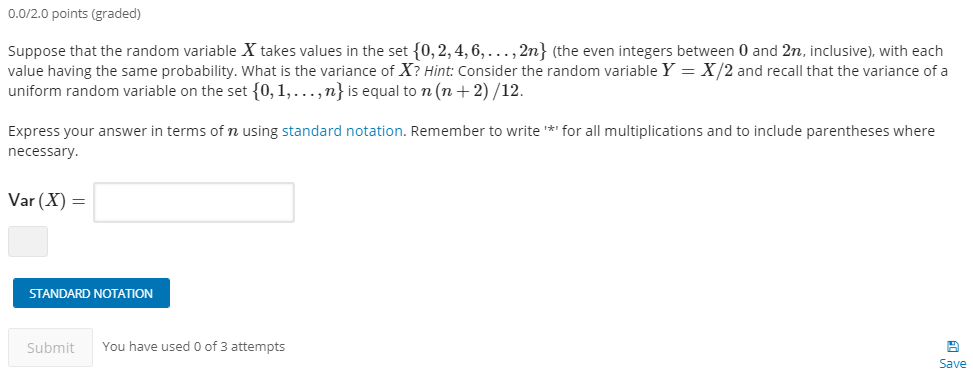 0.0/2.0 points (graded)
Suppose that the random variable X takes values in the set {0, 2, 4, 6, . . . , 2n} (the even integers between 0 and 2n, inclusive), with each
value having the same probability. What is the variance of X? Hint: Consider the random variable Y = X/2 and recall that the variance of a
uniform random variable on the set {0, 1, . . . , n} is equal to n (n + 2) /12.
Express your answer in terms of n using standard notation. Remember to write '*' for all multiplications and to include parentheses where
necessary.
Var (X) =
STANDARD NOTATION
Submit You have used 0 of 3 attempts
Save